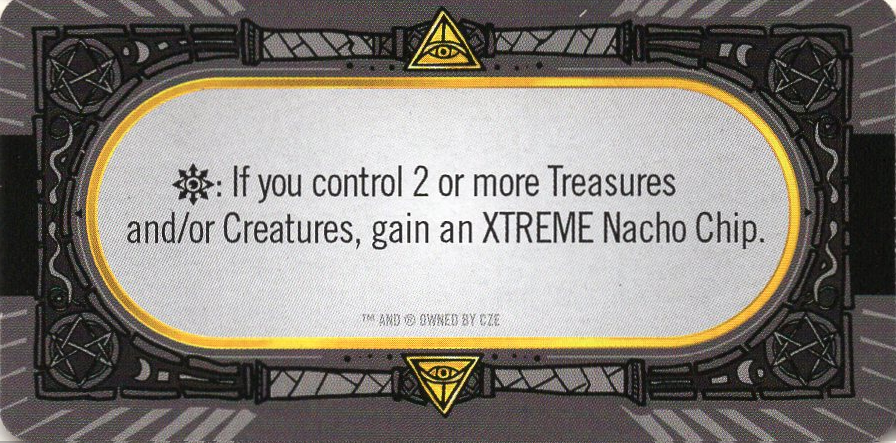 : If you control 2 or more Treasures
and/or Creatures, gain an XTREME Nacho Chip.
™ AND ® OWNED BY CZE